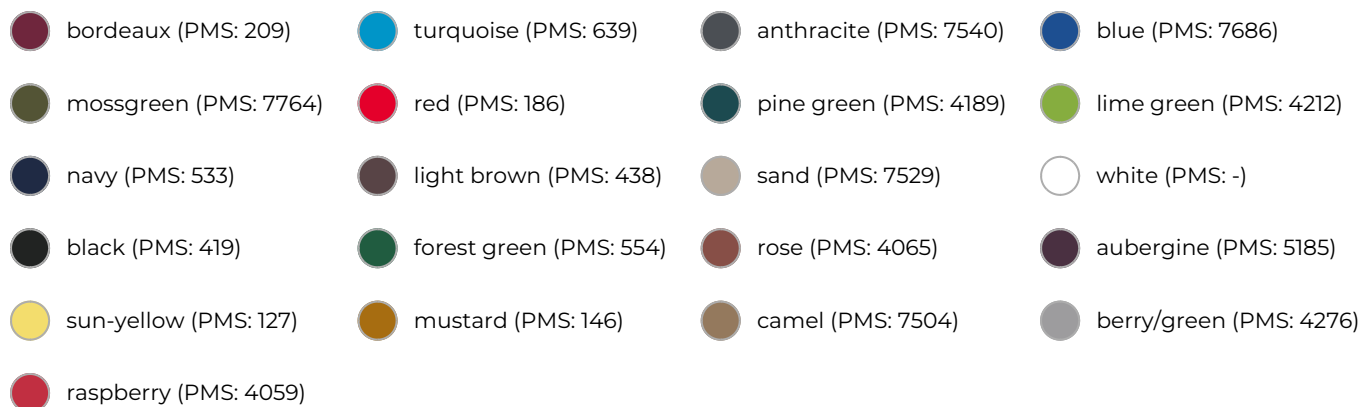 bordeaux (PMS: 209)
turquoise (PMS: 639)
anthracite (PMS: 7540)
blue (PMS: 7686)
mossgreen (PMS: 7764)
red (PMS: 186)
pine green (PMS: 4189)
lime green (PMS: 4212)
navy (PMS: 533)
light brown (PMS: 438)
sand (PMS: 7529)
white (PMS: -)
black (PMS: 419)
forest green (PMS: 554)
rose (PMS: 4065)
aubergine (PMS: 5185)
sun-yellow (PMS: 127)
mustard (PMS: 146)
camel (PMS: 7504)
berry/green (PMS: 4276)
raspberry (PMS: 4059)